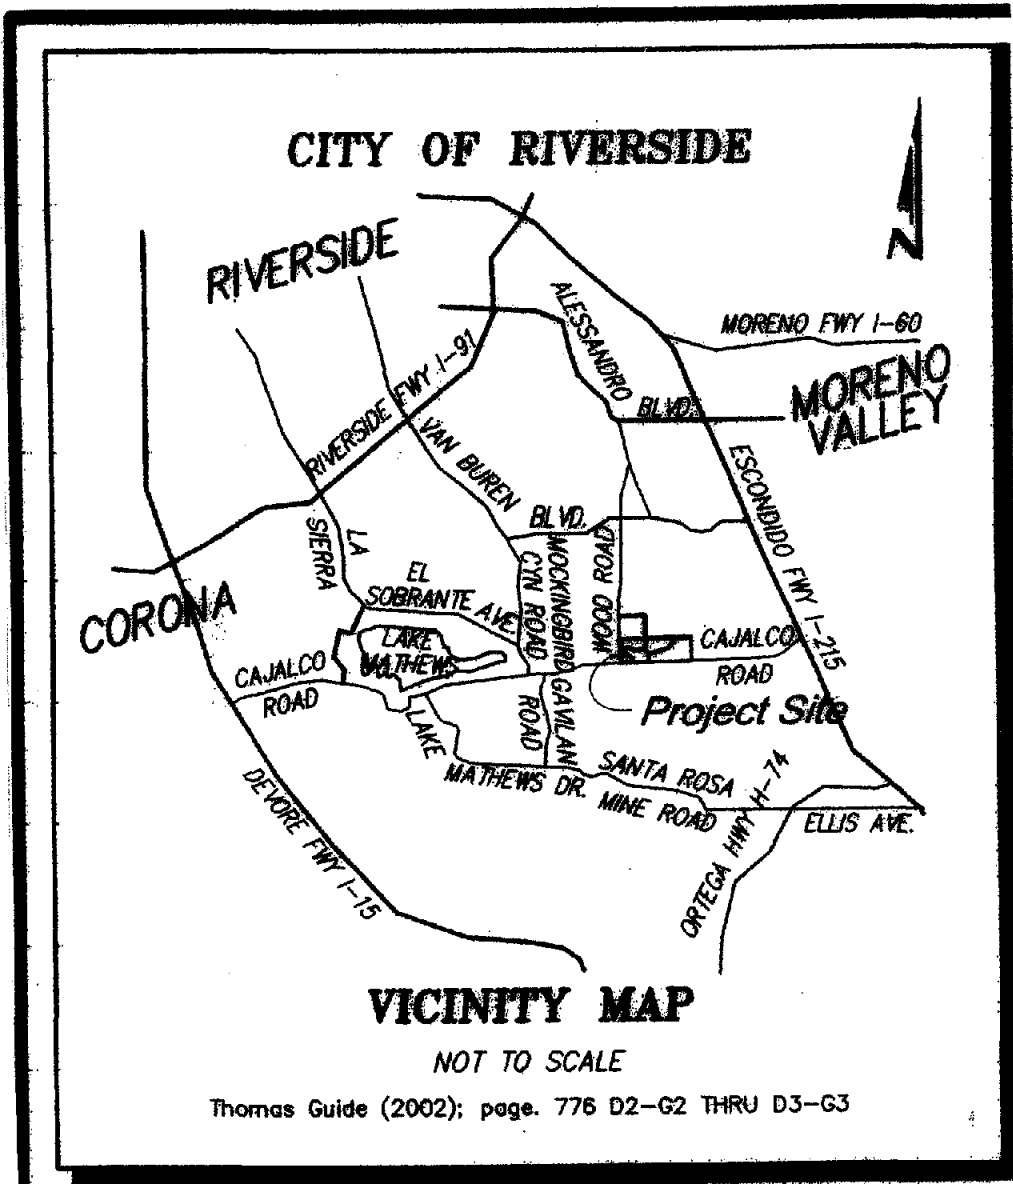 CITY OF RIVERSIDE
N
RIVERSIDE
ALESSANDRO
BLVD.
MORENO FWY I-60
MORENO
VALLEY
RIVERSIDE FWY I-91
VAN BUREN
BLVD.
ESCONDIDO FWY I-215
LA
SIERRA
EL
SOBRANTE AVE.
MOCKINGBIRD
CYN ROAD
WOOD ROAD
CORONA
LAKE
MATHEWS
CAJALCO
ROAD
CAJALCO
ROAD
GAVILAN
ROAD
Project Site
LAKE
MATHEWS DR.
SANTA ROSA
MINE ROAD
ORTEGA HWY H-74
ELLIS AVE.
DEVORE FWY I-15
VICINITY MAP
NOT TO SCALE
Thomas Guide (2002); page. 776 D2-G2 THRU D3-G3